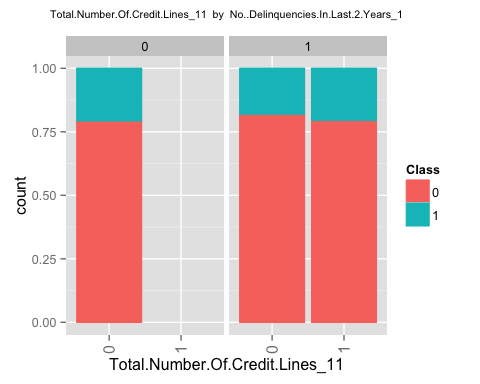 Total.Number.Of.Credit.Lines_11 by No..Delinquencies.In.Last.2.Years_1
0 1
1.00
0.75
0.50
0.25
0.00
count
0 1 0 1
Total.Number.Of.Credit.Lines_11
Class
0
1